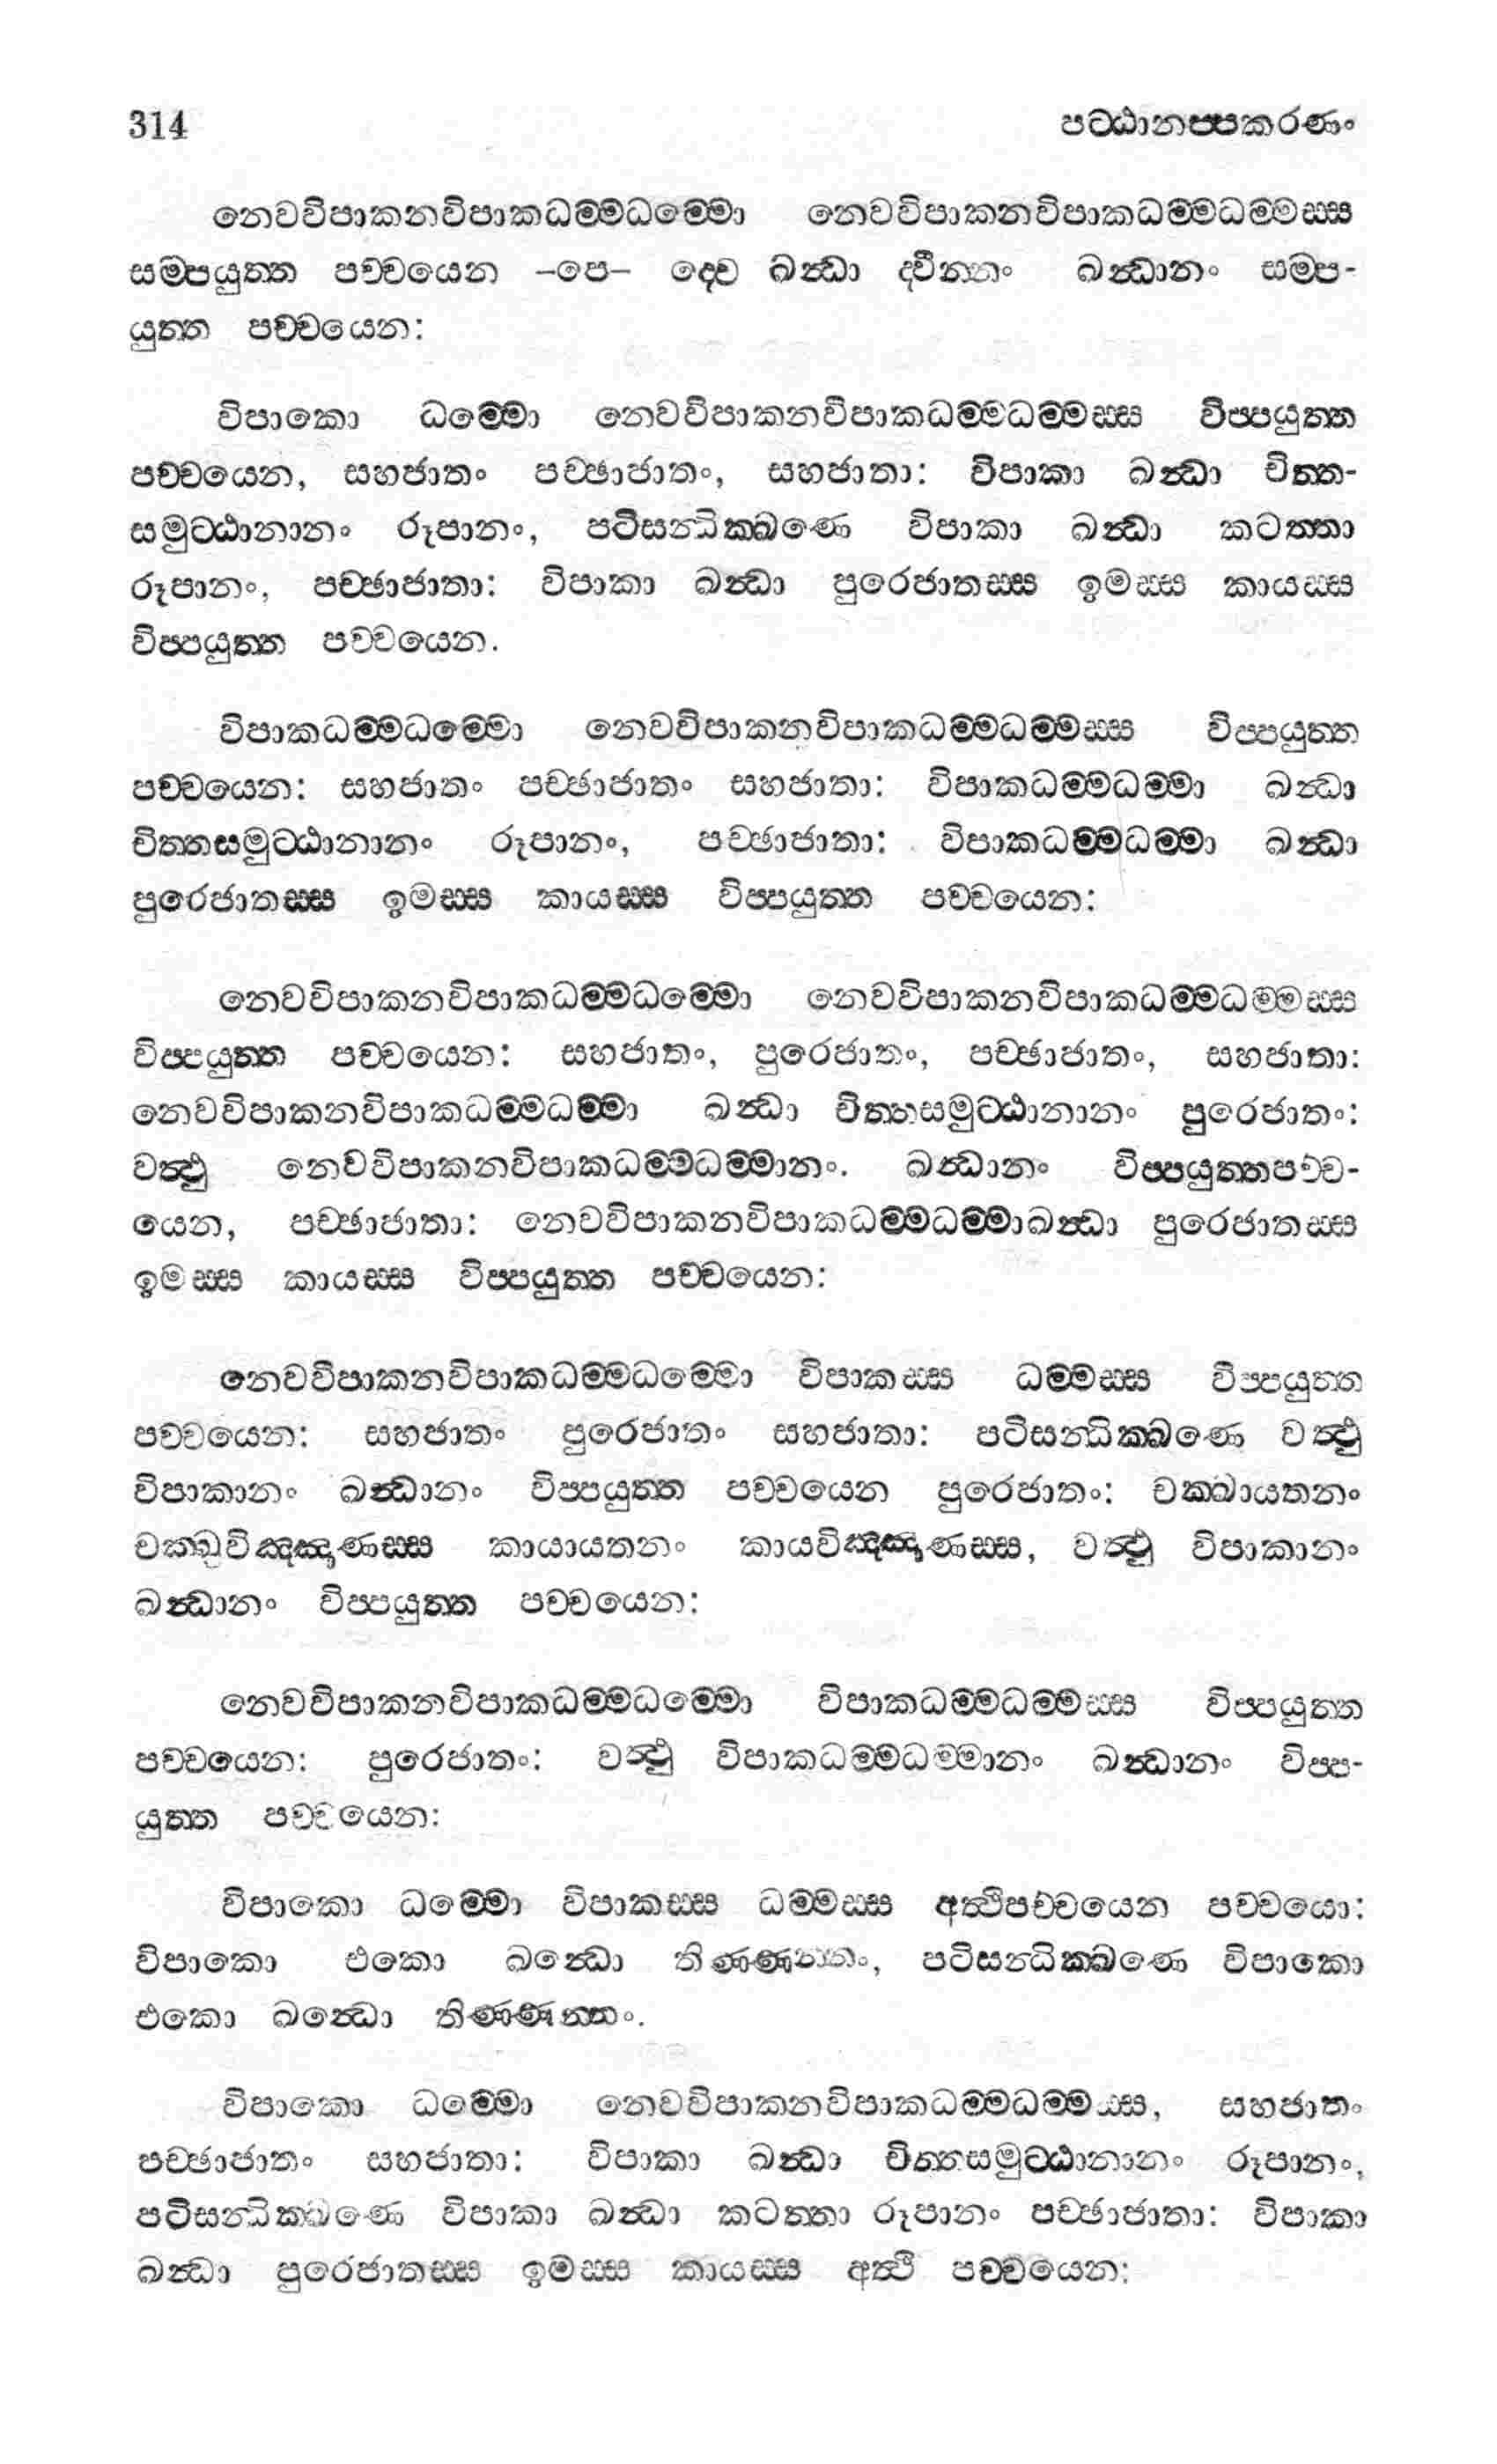 314 පට්ඨානප්පකරණං
නෙවවිපාකනවිපාකධම්මධම්මො නෙවවිපාකනවිපාකධම්මධම්මස්ස
සම්පයුත්ත පච්චයෙන –පෙ– ද්වෙ ඛන්ධා ද්වින්නං ඛන්ධානං සම්ප-
යුත්ත පච්චයෙන:
විපාකො ධම්මො නෙවවිපාකනවිපාකධම්මධම්මස්ස විප්පයුත්ත
පච්චයෙන, සහජාතං පච්ඡාජාතං, සහජාතා: විපාකා ඛන්ධා චිත්ත-
සමුට්ඨානානං රූපානං, පටිසන්ධික්ඛණෙ විපාකා ඛන්ධා කටත්තා
රූපානං, පච්ඡාජාතා: විපාකා ඛන්ධා පුරෙජාතස්ස ඉමස්ස කායස්ස
විප්පයුත්ත පච්චයෙන.
විපාකධම්මධම්මො නෙවවිපාකනවිපාකධම්මධම්මස්ස විප්පයුත්ත
පච්චයෙන: සහජාතං පච්ඡාජාතං සහජාතා: විපාකධම්මධම්මා ඛන්ධා
චිත්තසමුට්ඨානානං රූපානං, පච්ඡාජාතා: විපාකධම්මධම්මා ඛන්ධා
පුරෙජාතස්ස ඉමස්ස කායස්ස විප්පයුත්ත පච්චයෙන:
නෙවවිපාකනවිපාකධම්මධම්මො නෙවවිපාකනවිපාකධම්මධම්මස්ස
විප්පයුත්ත පච්චයෙන: සහජාතං, පුරෙජාතං, පච්ඡාජාතං, සහජාතා:
නෙවවිපාකනවිපාකධම්මධම්මා ඛන්ධා චිත්තසමුට්ඨානානං පුරෙජාතං:
වත්ථු නෙවවිපාකනවිපාකධම්මධම්මානං. ඛන්ධානං විප්පයුත්තපච්ච-
යෙන, පච්ඡාජාතා: නෙවවිපාකනවිපාකධම්මධම්මාඛන්ධා පුරෙජාතස්ස
ඉමස්ස කායස්ස විප්පයුත්ත පච්චයෙන:
නෙවවිපාකනවිපාකධම්මධම්මො විපාකස්ස ධම්මස්ස විප්පයුත්ත
පච්චයෙන: සහජාතං පුරෙජාතං සහජාතා: පටිසන්ධික්ඛණෙ වත්ථු
විපාකානං ඛන්ධානං විප්පයුත්ත පච්චයෙන පුරෙජාතං: චක්ඛායතනං
චක්ඛුවිඤ්ඤාණස්ස කායායතනං කායවිඤ්ඤාණස්ස, වත්ථු විපාකානං
ඛන්ධානං විප්පයුත්ත පච්චයෙන:
නෙවවිපාකනවිපාකධම්මධම්මො විපාකධම්මධම්මස්ස විප්පයුත්ත
පච්චයෙන: පුරෙජාතං: වත්ථු විපාකධම්මධම්මානං ඛන්ධානං විප්ප-
යුත්ත පච්චයෙන:
විපාකො ධම්මො විපාකස්ස ධම්මස්ස අත්ථිපච්චයෙන පච්චයො:
විපාකො එකො ඛන්ධො තිණ්ණන්නං, පටිසන්ධික්ඛණෙ විපාකො
එකො ඛන්ධො තිණ්ණන්නං.
විපාකො ධම්මො නෙවවිපාකනවිපාකධම්මධම්මස්ස, සහජාතං
පච්ඡාජාතං සහජාතා: විපාකා ඛන්ධා චිත්තසමුට්ඨානානං රූපානං,
පටිසන්ධික්ඛණෙ විපාකා ඛන්ධා කටත්තා රූපානං පච්ඡාජාතා: විපාකා
ඛන්ධා පුරෙජාතස්ස ඉමස්ස කායස්ස අත්ථි පච්චයෙන: